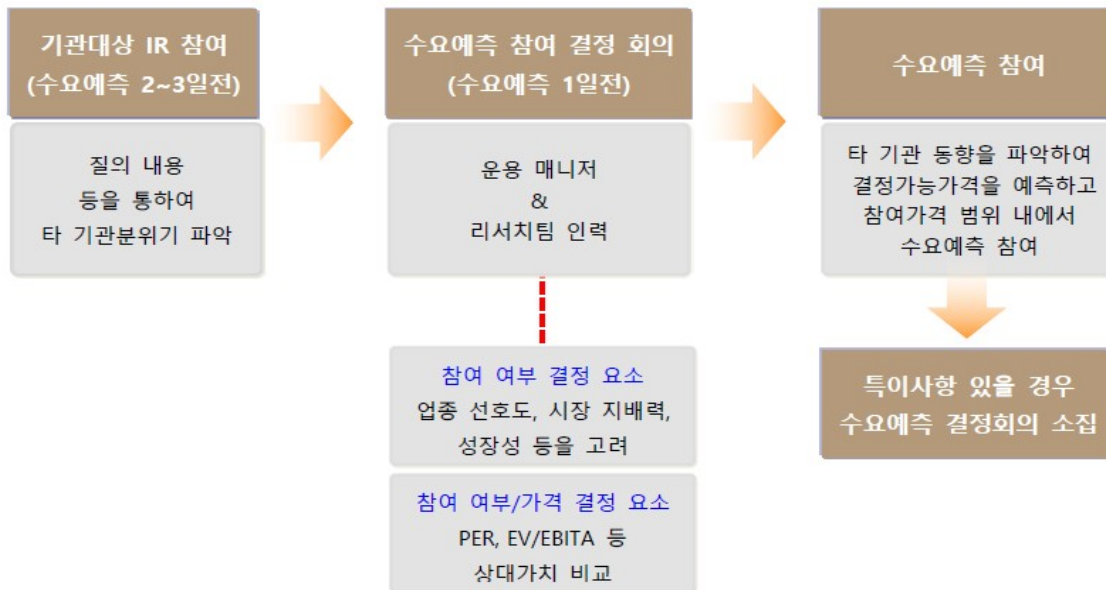 기관대상 IR 참여
(수요예측 2~3일전)
질의 내용
등을 통하여
타 기관분위기 파악
수요예측 참여 결정 회의
(수요예측 1일전)
운용 매니저
&
리서치팀 인력
참여 여부 결정 요소
업종 선호도, 시장 지배력,
성장성 등을 고려
참여 여부/가격 결정 요소
PER, EV/EBITA 등
상대가치 비교
수요예측 참여
타 기관 동향을 파악하여
결정가능가격을 예측하고
참여가격 범위 내에서
수요예측 참여
특이사항 있을 경우
수요예측 결정회의 소집